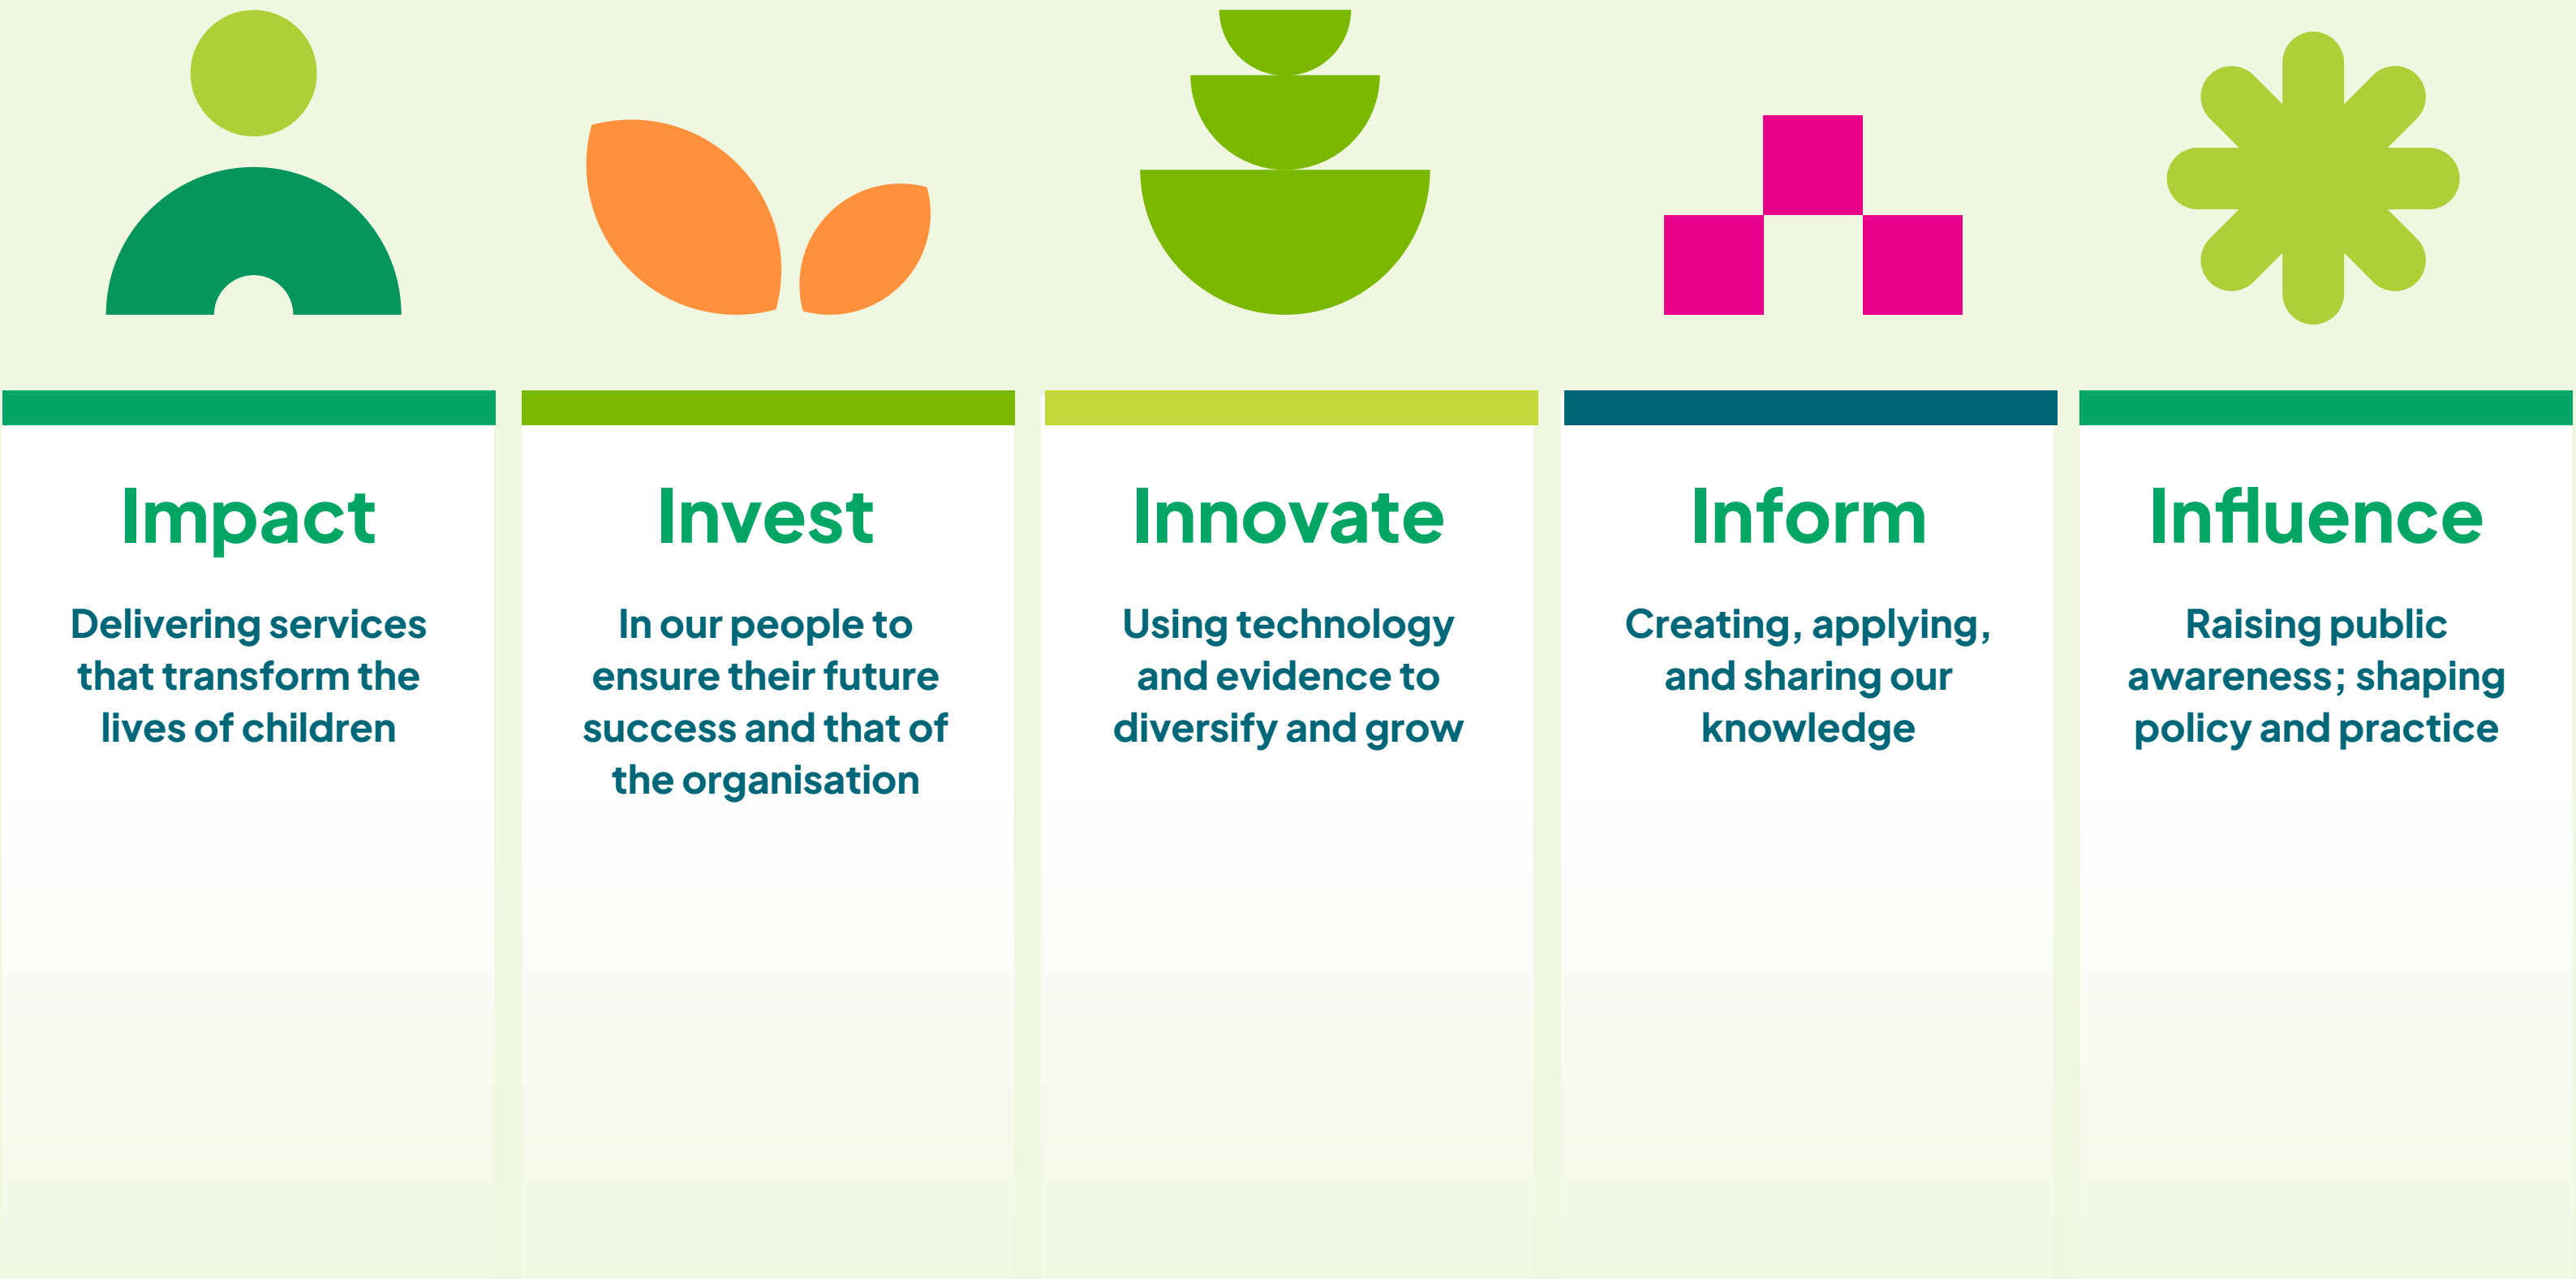 Impact
Delivering services
that transform the
lives of children
Invest
In our people to
ensure their future
success and that of
the organisation
Innovate
Using technology
and evidence to
diversify and grow
Inform
Creating, applying,
and sharing our
knowledge
Influence
Raising public
awareness; shaping
policy and practice